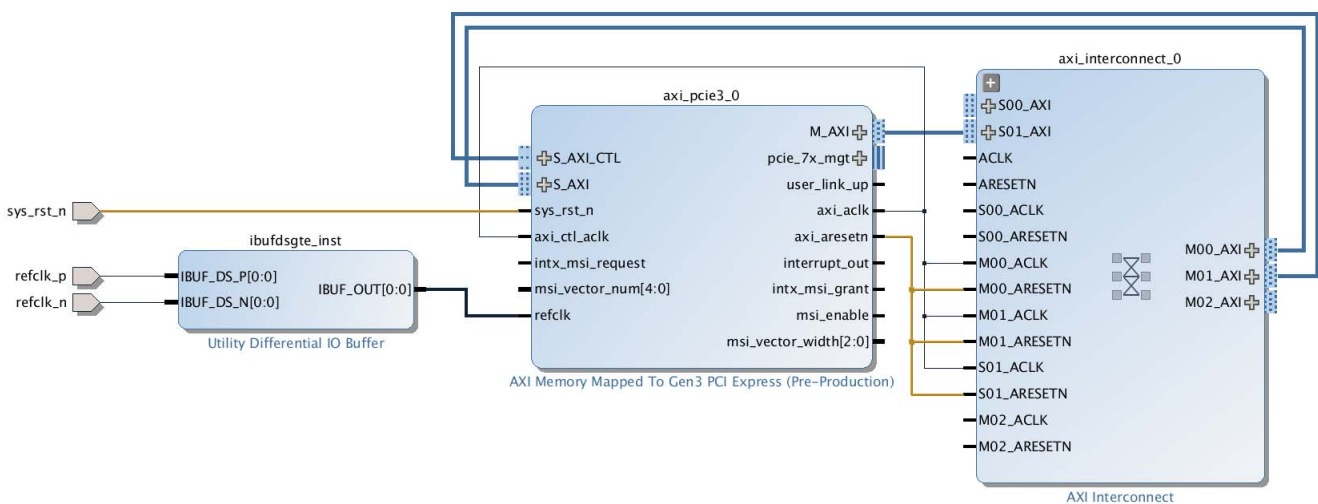 axi_interconnect_0
axi_pcie3_0
S00_AXI
S01_AXI
M_AXI
S_AXI_CTL
pcie_7x_mgt
ACLK
S_AXI
user_link_up
ARESETN
sys_rst_n
sys_rst_n
axi_aclk
S00_ACLK
ibufdsgte_inst
axi_ctl_aclk
axi_aresetn
S00_ARESETN
M00_AXI
intx_msi_request
interrupt_out
M00_ACLK
refclk_p
IBUF_DS_P[0:0]
M01_AXI
IBUF_OUT[0:0]
msi_vector_num[4:0]
intx_msi_grant
M00_ARESETN
refclk_n
IBUF_DS_N[0:0]
M02_AXI
refclk
msi_enable
M01_ACLK
Utility Differential IO Buffer
msi_vector_width[2:0]
M01_ARESETN
S01_ACLK
AXI Memory Mapped To Gen3 PCI Express (Pre-Production)
S01_ARESETN
M02_ACLK
M02_ARESETN
AXI Interconnect